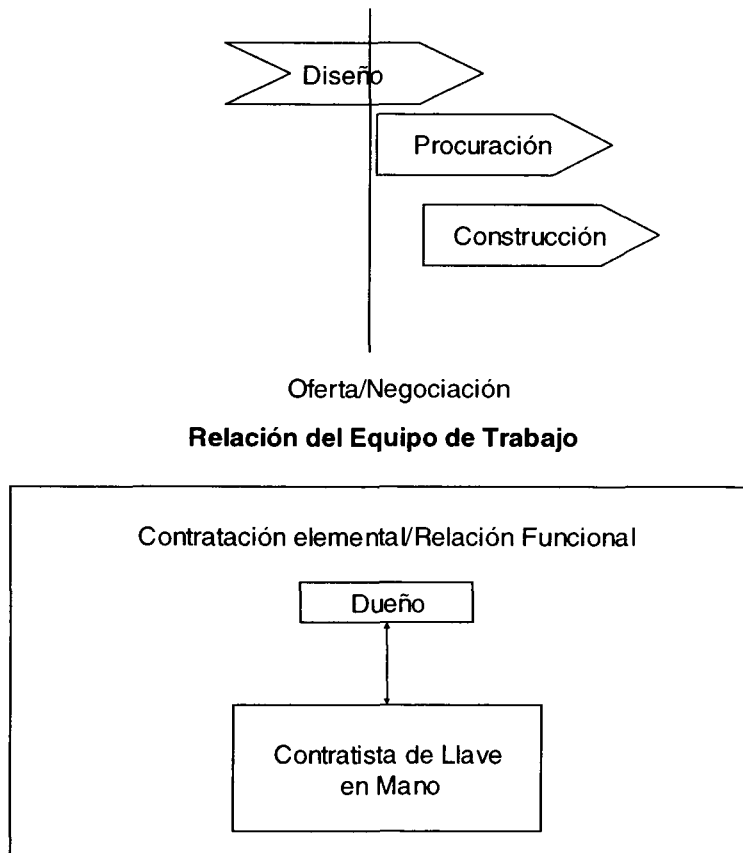 Diseño
Procuración
Construcción
Oferta/Negociación
Relación del Equipo de Trabajo
Contratación elemental/Relación Funcional
Dueño
Contratista de Llave
en Mano